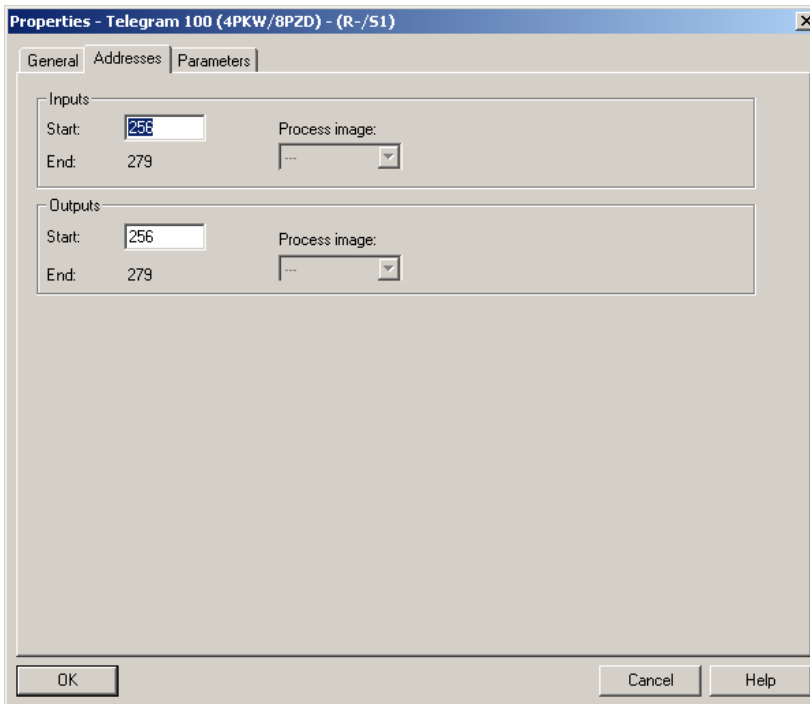 Properties - Telegram 100 (4PKW/8PZD) - (R-/S1)
General Addresses Parameters
Inputs
Start: 256 Process image:
End: 279 ---
Outputs
Start: 256 Process image:
End: 279 ---
OK Cancel Help